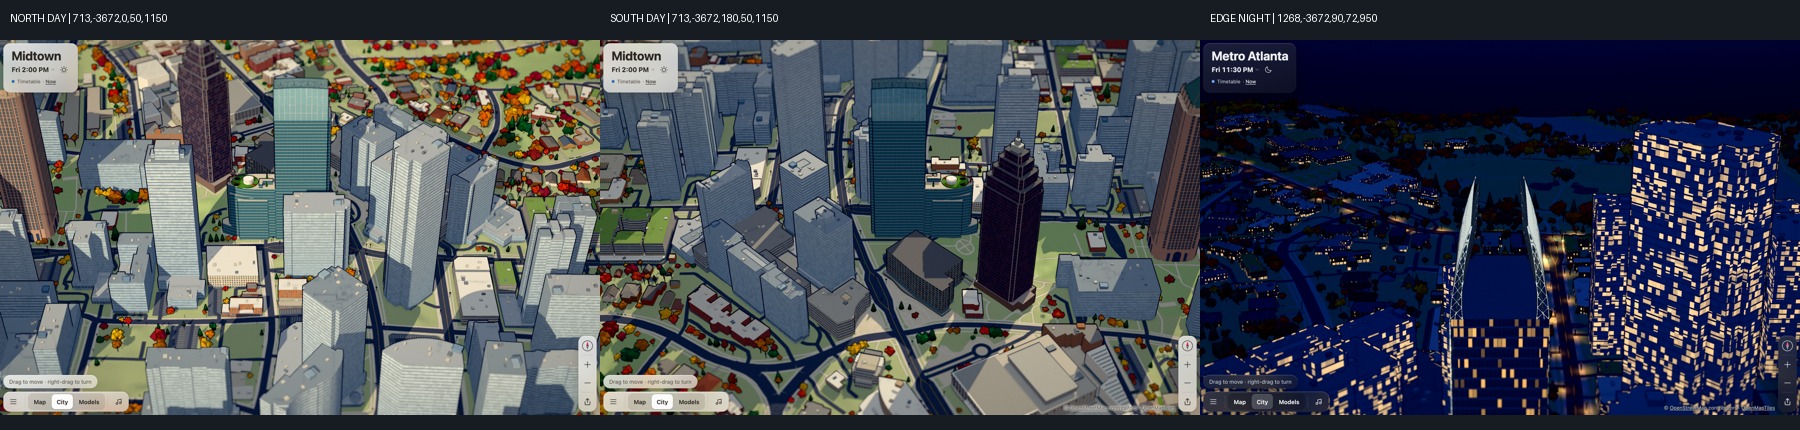 NORTH DAY | 713,-3672,0,50,1150
Midtown
Fri 2:00 PM
Timetable · Now
Drag to move · right-drag to turn
Map City Models
SOUTH DAY | 713,-3672,180,50,1150
Midtown
Fri 2:00 PM
Timetable · Now
Drag to move · right-drag to turn
Map City Models
EDGE NIGHT | 1268,-3672,90,72,950
Metro Atlanta
Fri 11:30 PM
Timetable · Now
Drag to move · right-drag to turn
Map City Models